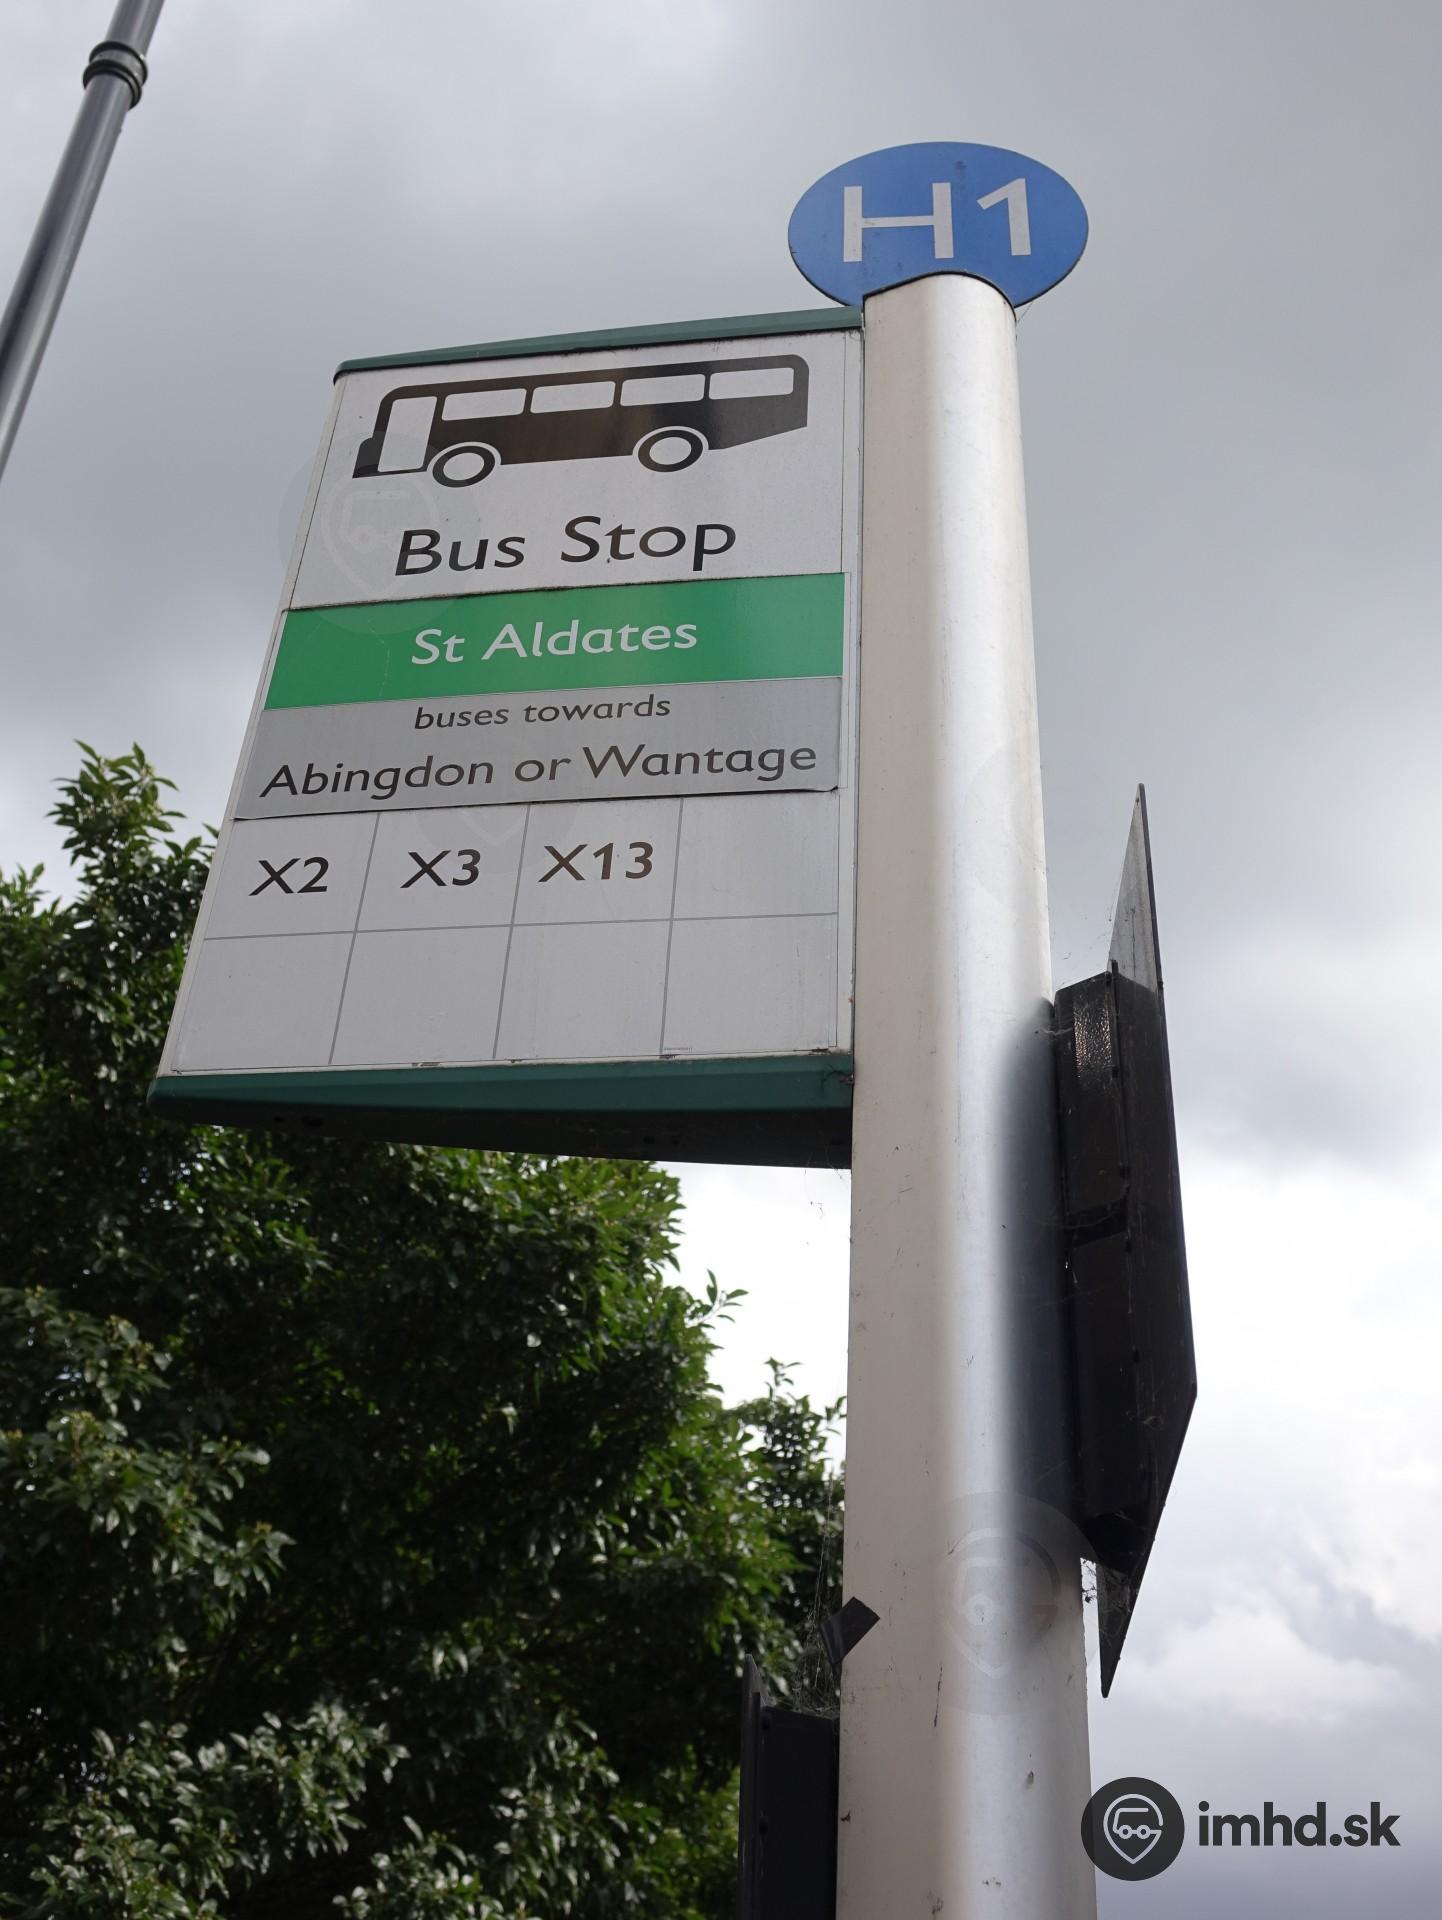 H1
Bus Stop
St Aldates
buses towards
Abingdon or Wantage
X2 X3 X13
imhd.sk